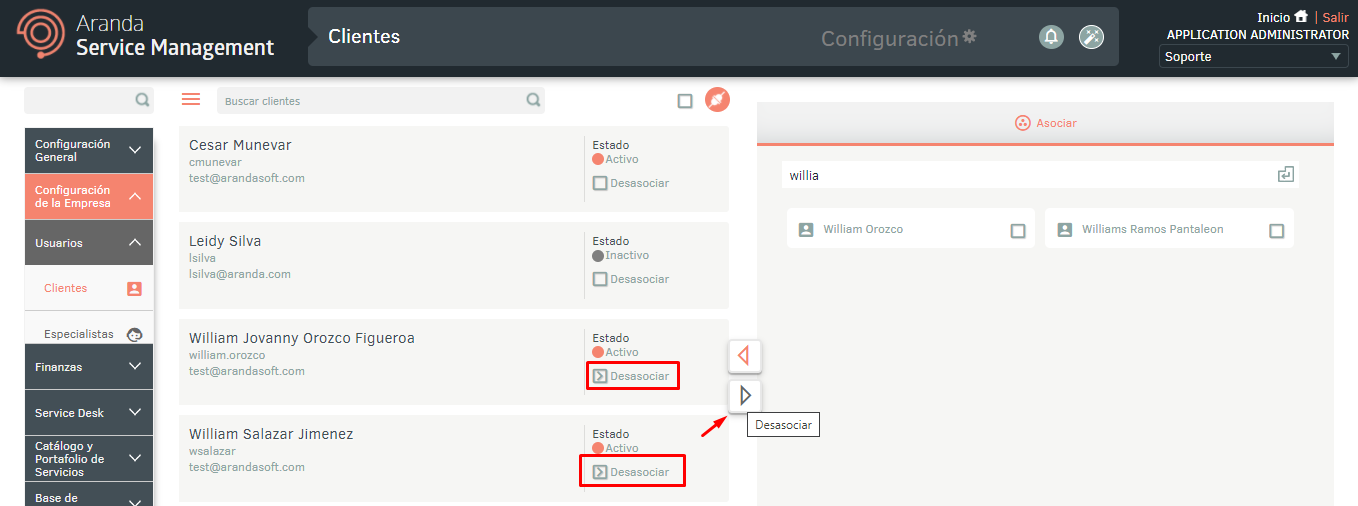 Aranda
Service Management
Clientes
Configuración
Inicio | Salir
APPLICATION ADMINISTRATOR
Soporte
Configuración
General
Configuración
de la Empresa
Usuarios
Clientes
Especialistas
Finanzas
Service Desk
Catálogo y
Portafolio de
Servicios
Base de
Buscar clientes
Cesar Munevar
cmunevar
test@arandasoft.com
Estado
Activo
Desasociar
Leidy Silva
lsilva
lsilva@aranda.com
Estado
Inactivo
Desasociar
William Jovanny Orozco Figueroa
william.orozco
test@arandasoft.com
Estado
Activo
Desasociar
William Salazar Jimenez
wsalazar
test@arandasoft.com
Estado
Activo
Desasociar
Desasociar
Asociar
willia
William Orozco
Williams Ramos Pantaleon